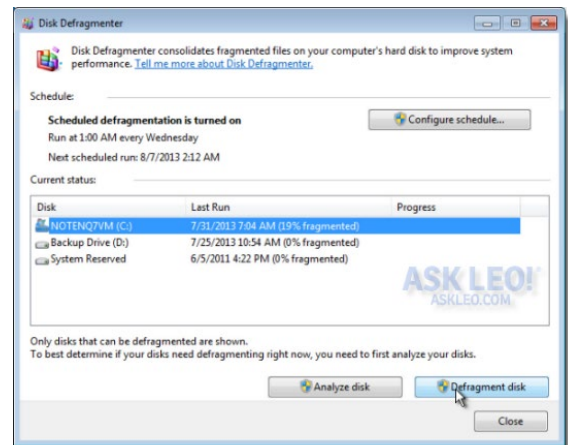 Disk Defragmenter
Disk Defragmenter consolidates fragmented files on your computer's hard disk to improve system
performance. Tell me more about Disk Defragmenter.
Schedule:
Scheduled defragmentation is turned on
Configure schedule...
Run at 1:00 AM every Wednesday
Next scheduled run: 8/7/2013 2:12 AM
Current status:
Disk Last Run Progress
NOTENQ7VM (C:) 7/31/2013 7:04 AM (19% fragmented)
Backup Drive (D:) 7/25/2013 10:54 AM (0% fragmented)
System Reserved 6/5/2011 4:22 PM (0% fragmented)
ASK LEO!
ASKLEO.COM
Only disks that can be defragmented are shown.
To best determine if your disks need defragmenting right now, you need to first analyze your disks.
Analyze disk Defragment disk
Close